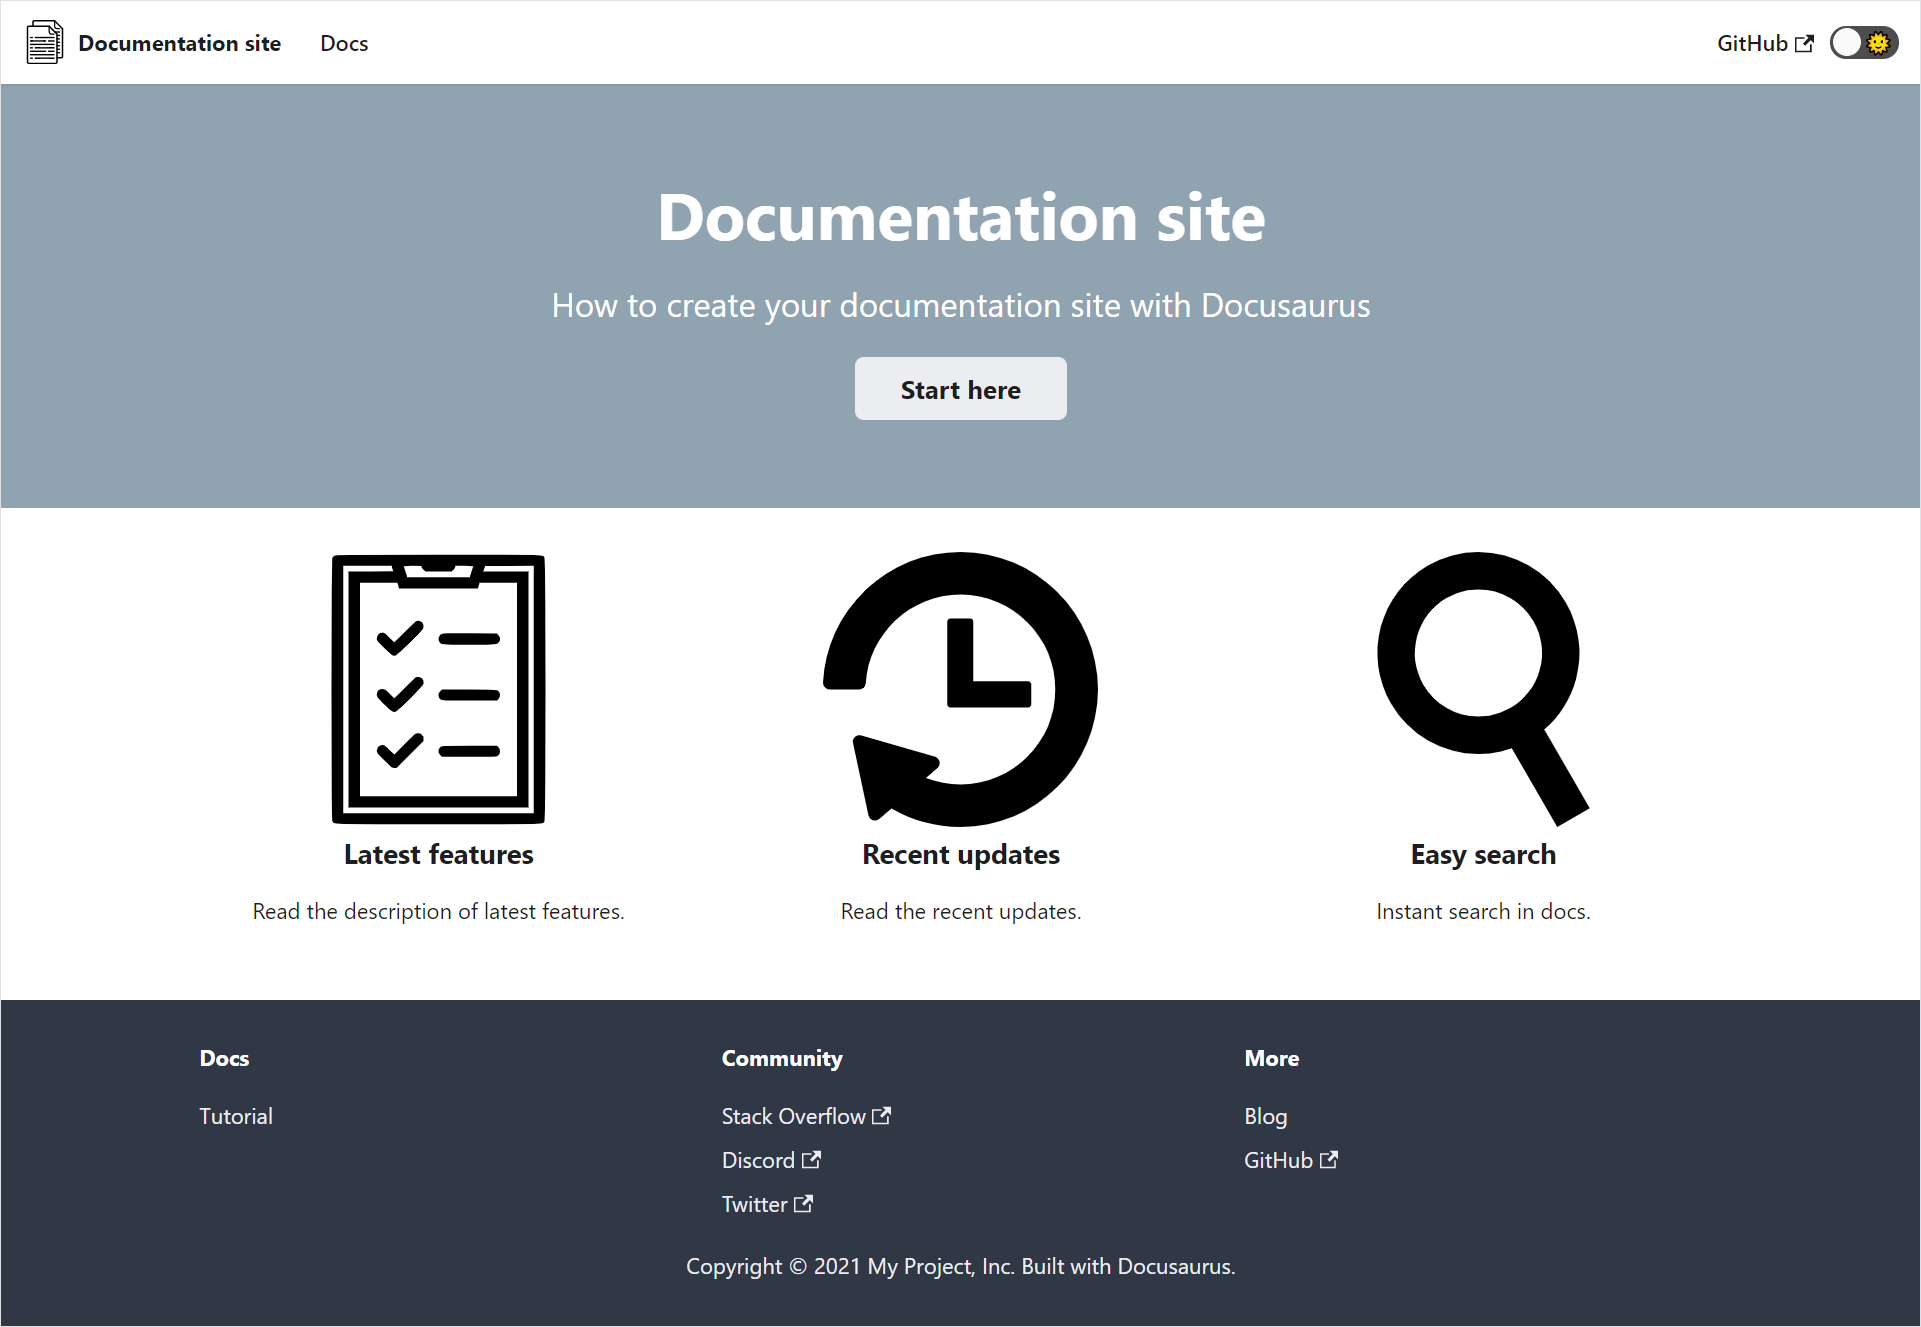 Documentation site Docs GitHub
Documentation site
How to create your documentation site with Docusaurus
Start here
Latest features
Read the description of latest features.
Recent updates
Read the recent updates.
Easy search
Instant search in docs.
Docs
Tutorial
Community
Stack Overflow
Discord
Twitter
More
Blog
GitHub
Copyright © 2021 My Project, Inc. Built with Docusaurus.